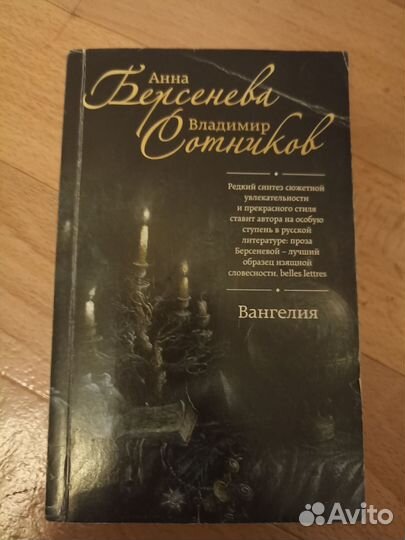 Анна
Берсенева
Владимир
Сотников
Редкий синтез сюжетной
увлекательности
и прекрасного стиля
ставит автора на особую
ступень в русской
литературе: проза
Берсеневой – лучший
образец изящной
словесности. belles lettres
Вангелия
Avito